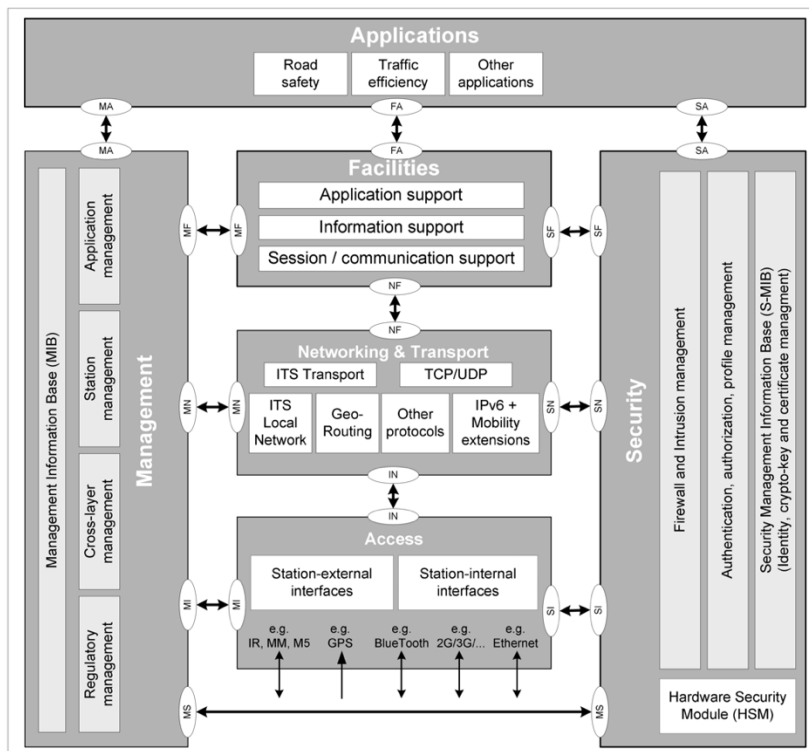 Applications
Road
safety
Traffic
efficiency
Other
applications
MA
FA
SA
MA
FA
SA
Management
Management Information Base (MIB)
Application
management
Station
management
Cross-layer
management
Regulatory
management
MF
MF
MN
MN
MI
MI
MS
Facilities
Application support
Information support
Session / communication support
NF
NF
Networking & Transport
ITS Transport
TCP/UDP
ITS
Local
Network
Geo-
Routing
Other
protocols
IPv6 +
Mobility
extensions
IN
IN
Access
Station-external
interfaces
Station-internal
interfaces
e.g.
IR, MM, M5
e.g.
GPS
e.g.
BlueTooth
e.g.
2G/3G/...
e.g.
Ethernet
SF
SF
SN
SN
SI
SI
MS
Security
Firewall and Intrusion management
Authentication, authorization, profile management
Security Management Information Base (S-MIB)
(Identity, crypto-key and certificate managment)
Hardware Security
Module (HSM)